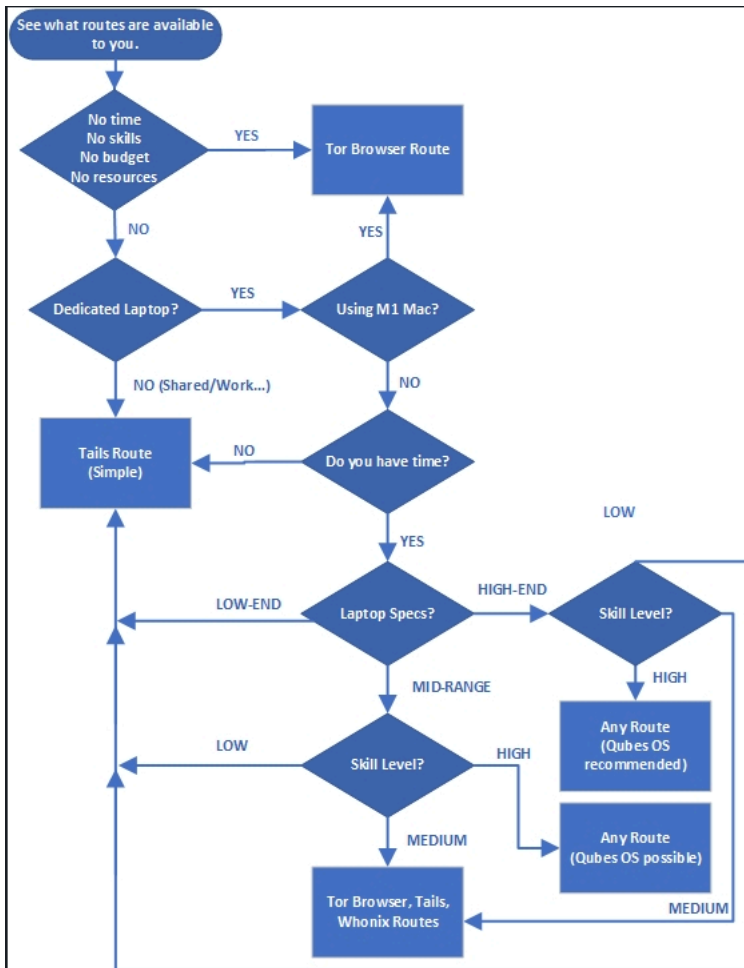 See what routes are available
to you.
No time
No skills
No budget
No resources
YES
Tor Browser Route
NO
YES
Dedicated Laptop?
YES
Using M1 Mac?
NO (Shared/Work...)
NO
Tails Route
(Simple)
NO
Do you have time?
LOW
YES
LOW-END
Laptop Specs?
HIGH-END
Skill Level?
MID-RANGE
HIGH
Any Route
(Qubes OS
recommended)
LOW
Skill Level?
HIGH
MEDIUM
Any Route
(Qubes OS possible)
Tor Browser, Tails,
Whonix Routes
MEDIUM